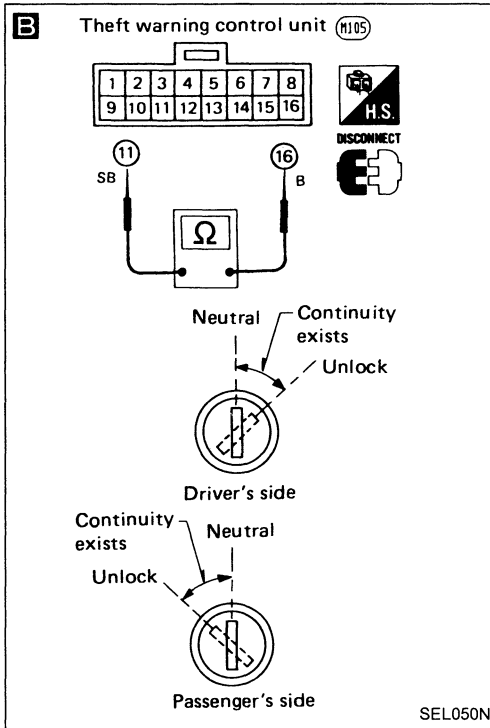 B
Theft warning control unit M105
1 2 3 4 5 6 7 8
9 10 11 12 13 14 15 16
H.S.
DISCONNECT
11
16
SB
B
Ω
Neutral
Continuity
exists
Unlock
Driver's side
Continuity
exists
Neutral
Unlock
Passenger's side
SEL050N